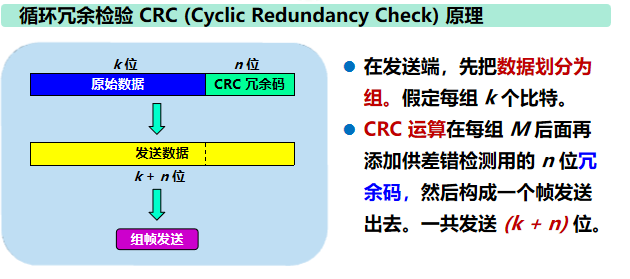 循环冗余检验 CRC (Cyclic Redundancy Check) 原理
k 位 n 位
原始数据 CRC 冗余码
发送数据
k + n 位
组帧发送
● 在发送端，先把数据划分为
组。假定每组 k 个比特。
● CRC 运算在每组 M 后面再
添加供差错检测用的 n 位冗
余码，然后构成一个帧发送
出去。一共发送 (k + n) 位。